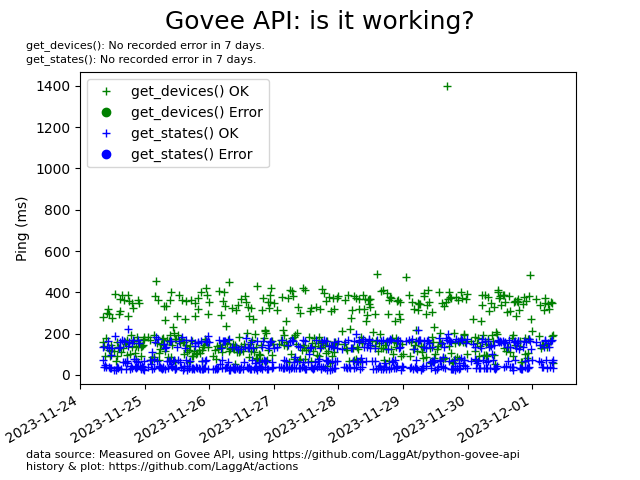 Govee API: is it working?
get_devices(): No recorded error in 7 days.
get_states(): No recorded error in 7 days.
get_devices() OK
get_devices() Error
get_states() OK
get_states() Error
Ping (ms)
1400
1200
1000
800
600
400
200
0
2023-11-24
2023-11-25
2023-11-26
2023-11-27
2023-11-28
2023-11-29
2023-11-30
2023-12-01
data source: Measured on Govee API, using https://github.com/LaggAt/python-govee-api
history & plot: https://github.com/LaggAt/actions